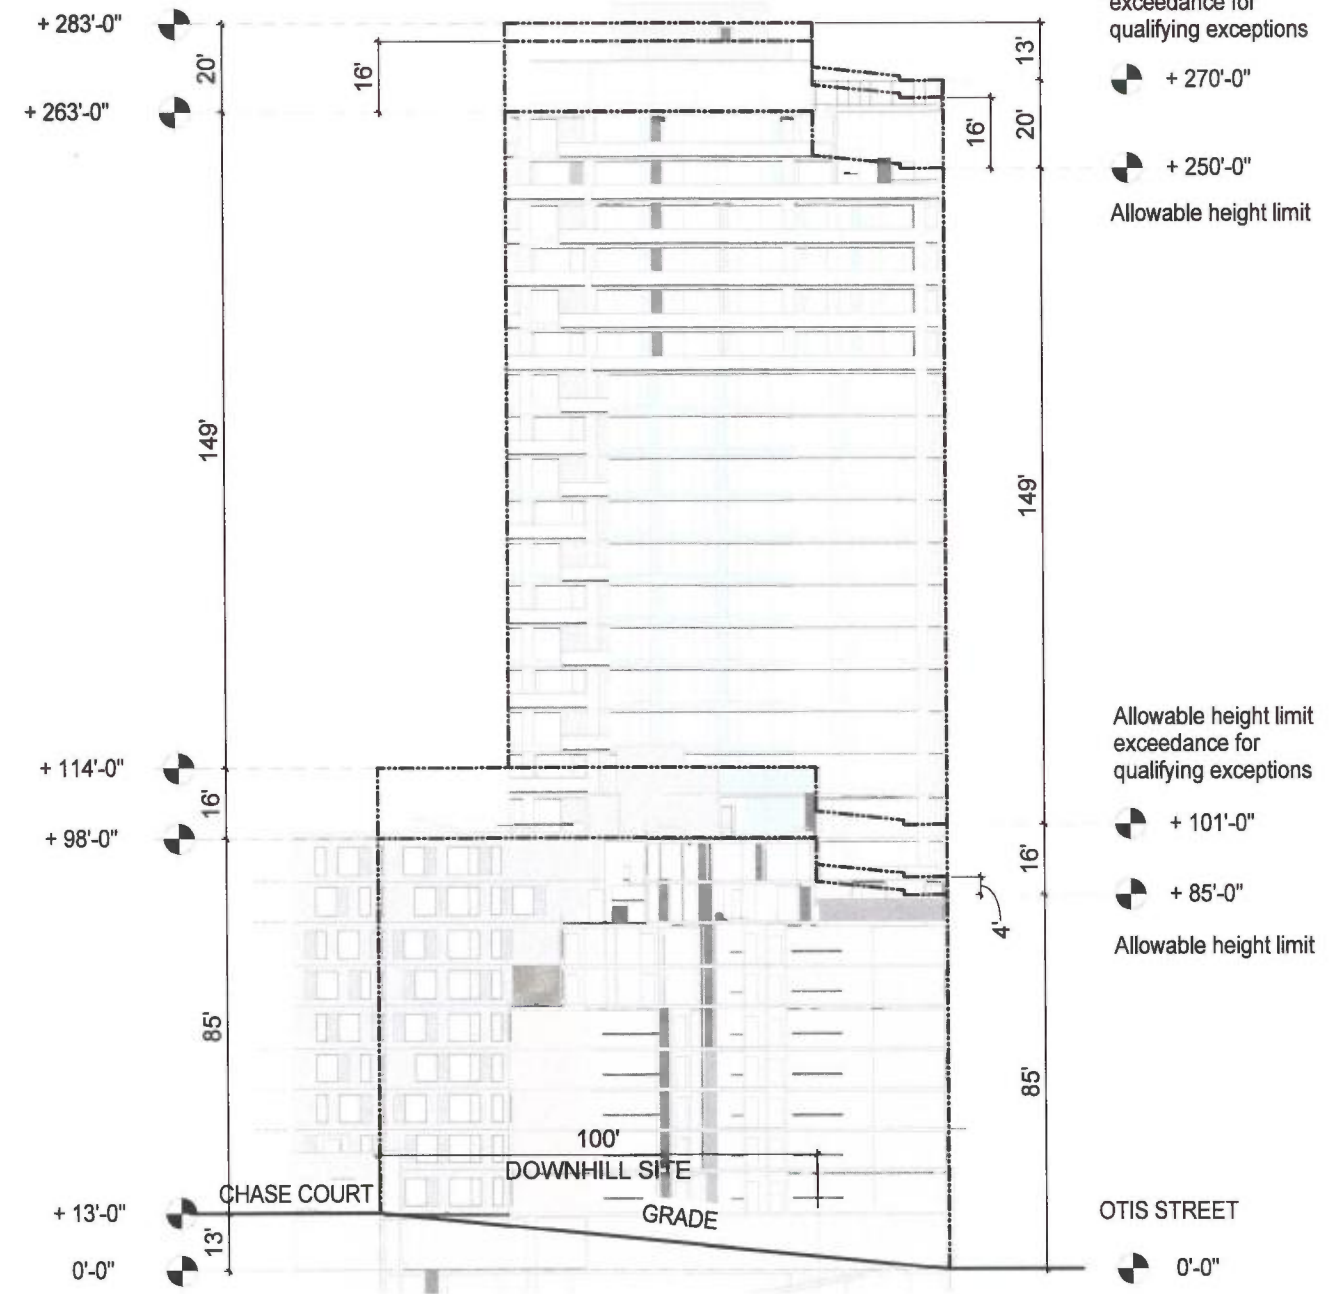 exceedance for
qualifying exceptions
+ 283'-0"
20'
16'
13'
+ 270'-0"
+ 263'-0"
16'
20'
+ 250'-0"
Allowable height limit
149'
149'
Allowable height limit
exceedance for
qualifying exceptions
+ 114'-0"
16'
+ 101'-0"
+ 98'-0"
16'
+ 85'-0"
4'
Allowable height limit
85'
85'
100'
DOWNHILL SITE
CHASE COURT
+ 13'-0"
GRADE
OTIS STREET
13'
0'-0"
0'-0"